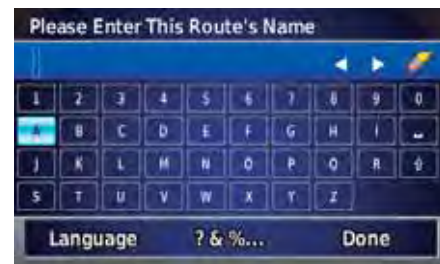 Please Enter This Route's Name
1 2 3 4 5 6 7 8 9 0
A B C D E F G H I
J K L M N O P Q R
S T U V W X Y Z
Language ? & %... Done